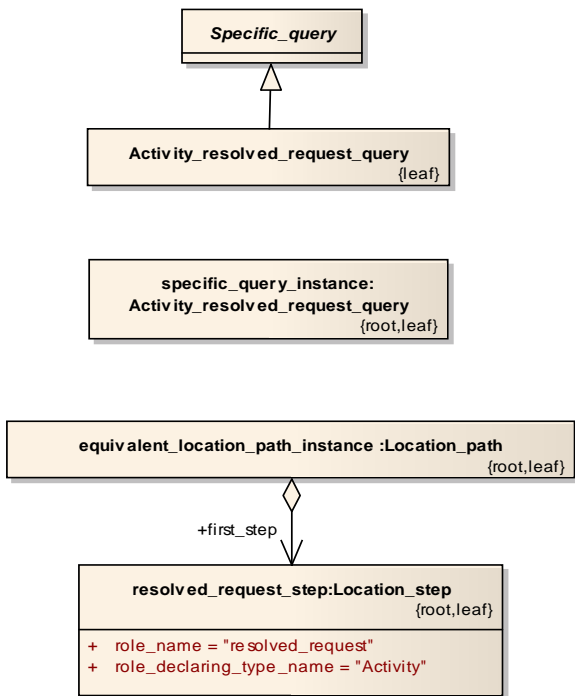 Specific_query
Activity_resolved_request_query
{leaf}
specific_query_instance:
Activity_resolved_request_query
{root,leaf}
equivalent_location_path_instance :Location_path
{root,leaf}
+first_step
resolved_request_step:Location_step
{root,leaf}
+ role_name = "resolved_request"
+ role_declaring_type_name = "Activity"